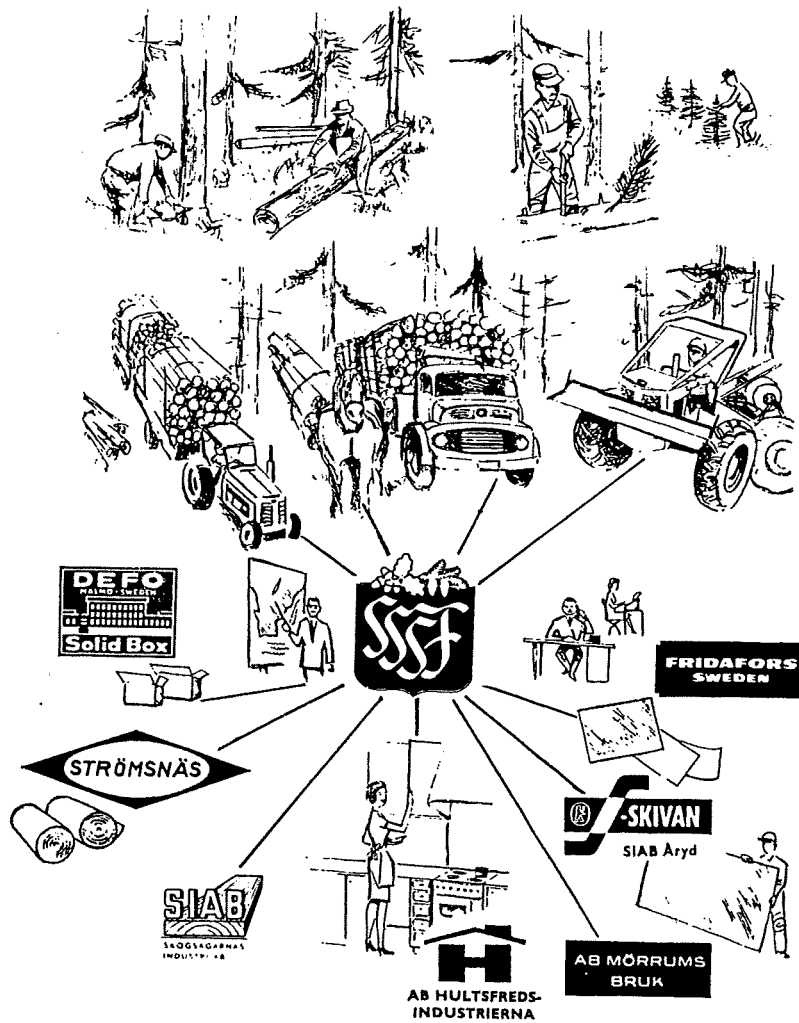 DEFO
MALMÖ·SWEDEN
Solid Box
SSSF
FRIDAFORS
SWEDEN
STRÖMSNÄS
S-SKIVAN
SIAB Åryd
SIAB
SKOGSÄGARNAS
INDUSTRI AB
AB HULTSFREDS-
INDUSTRIERNA
AB MÖRRUMS
BRUK